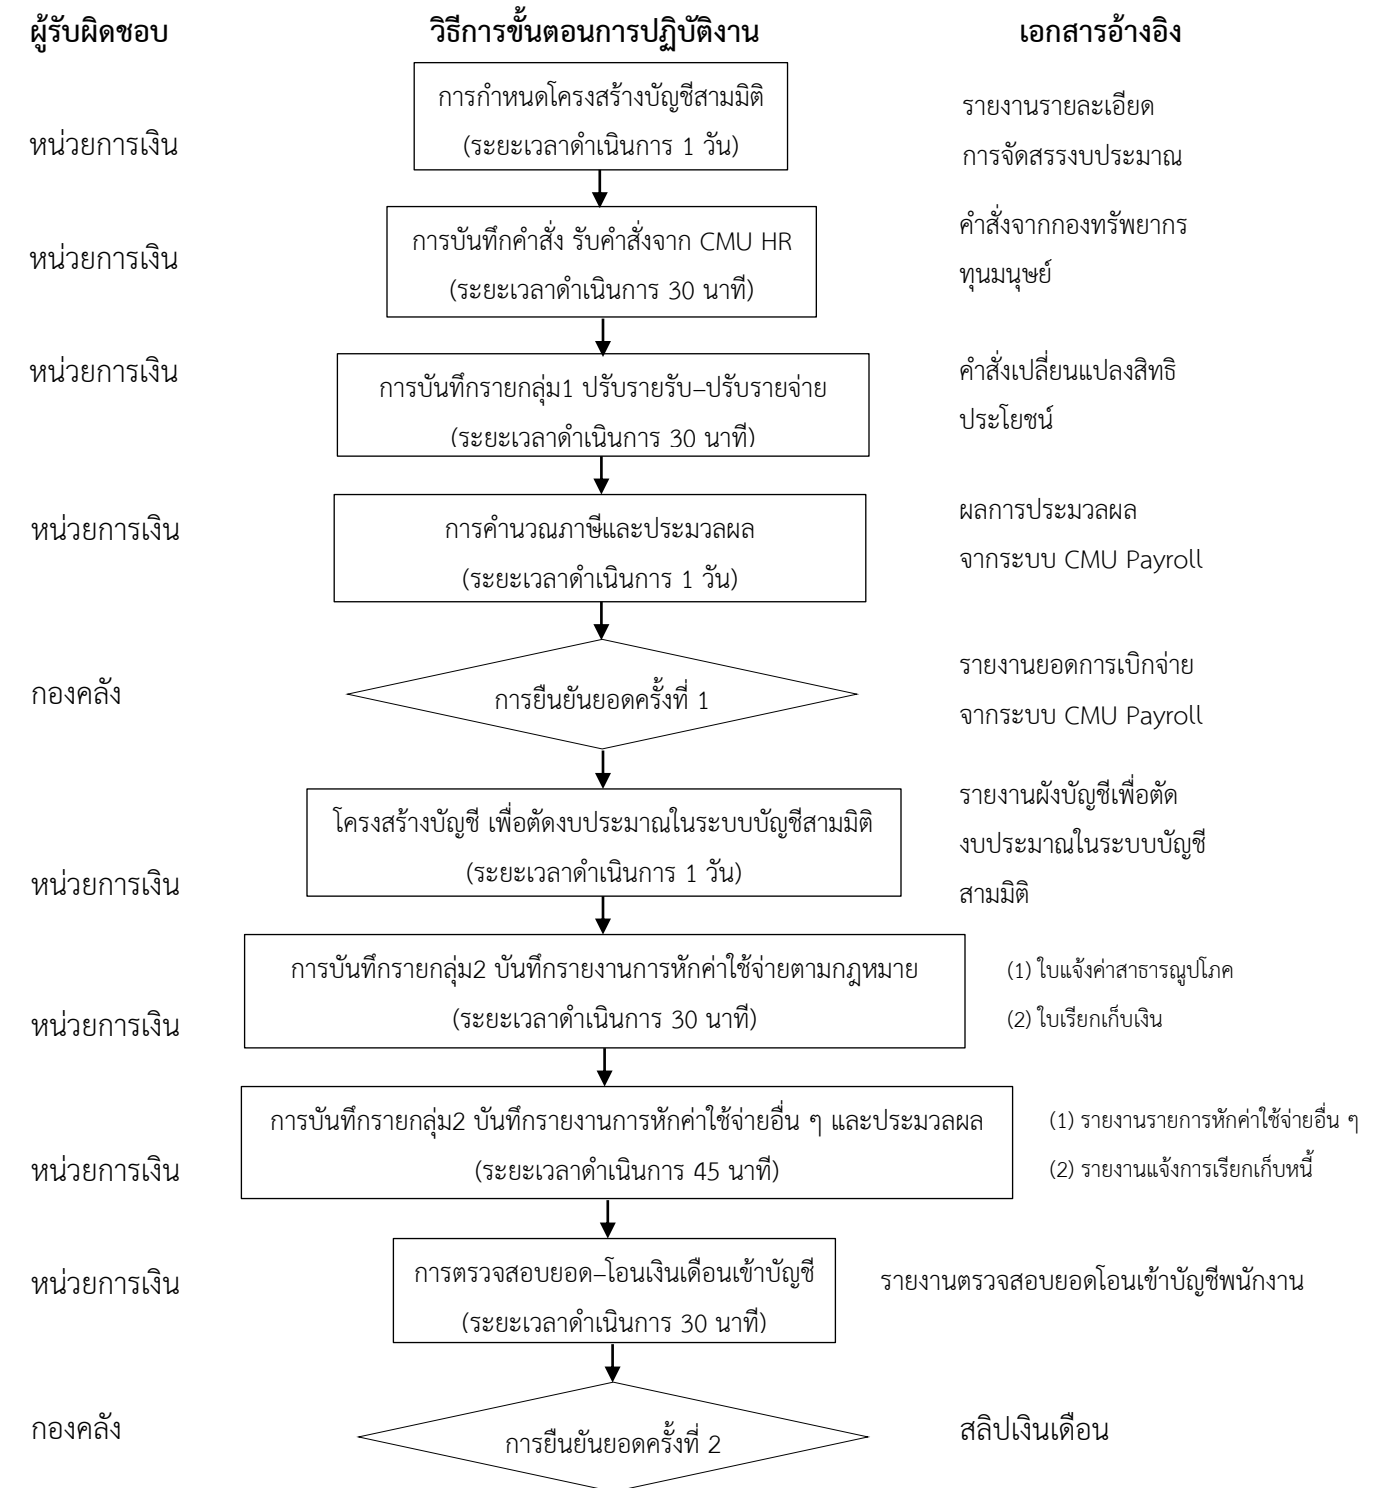 ผู้รับผิดชอบ วิธีการขั้นตอนการปฏิบัติงาน เอกสารอ้างอิง
การกำหนดโครงสร้างบัญชีสามมิติ
(ระยะเวลาดำเนินการ 1 วัน)
หน่วยการเงิน
รายงานรายละเอียด
การจัดสรรงบประมาณ
การบันทึกคำสั่ง รับคำสั่งจาก CMU HR
(ระยะเวลาดำเนินการ 30 นาที)
หน่วยการเงิน
คำสั่งจากกองทรัพยากร
ทุนมนุษย์
หน่วยการเงิน
การบันทึกรายกลุ่ม1 ปรับรายรับ–ปรับรายจ่าย
(ระยะเวลาดำเนินการ 30 นาที)
คำสั่งเปลี่ยนแปลงสิทธิ
ประโยชน์
หน่วยการเงิน
การคำนวณภาษีและประมวลผล
(ระยะเวลาดำเนินการ 1 วัน)
ผลการประมวลผล
จากระบบ CMU Payroll
กองคลัง
การยืนยันยอดครั้งที่ 1
รายงานยอดการเบิกจ่าย
จากระบบ CMU Payroll
โครงสร้างบัญชี เพื่อตัดงบประมาณในระบบบัญชีสามมิติ
(ระยะเวลาดำเนินการ 1 วัน)
หน่วยการเงิน
รายงานผังบัญชีเพื่อตัด
งบประมาณในระบบบัญชี
สามมิติ
การบันทึกรายกลุ่ม2 บันทึกรายงานการหักค่าใช้จ่ายตามกฎหมาย
(ระยะเวลาดำเนินการ 30 นาที)
หน่วยการเงิน
(1) ใบแจ้งค่าสาธารณูปโภค
(2) ใบเรียกเก็บเงิน
การบันทึกรายกลุ่ม2 บันทึกรายงานการหักค่าใช้จ่ายอื่น ๆ และประมวลผล
(ระยะเวลาดำเนินการ 45 นาที)
หน่วยการเงิน
(1) รายงานรายการหักค่าใช้จ่ายอื่น ๆ
(2) รายงานแจ้งการเรียกเก็บหนี้
หน่วยการเงิน
การตรวจสอบยอด–โอนเงินเดือนเข้าบัญชี
(ระยะเวลาดำเนินการ 30 นาที)
รายงานตรวจสอบยอดโอนเข้าบัญชีพนักงาน
กองคลัง
การยืนยันยอดครั้งที่ 2
สลิปเงินเดือน